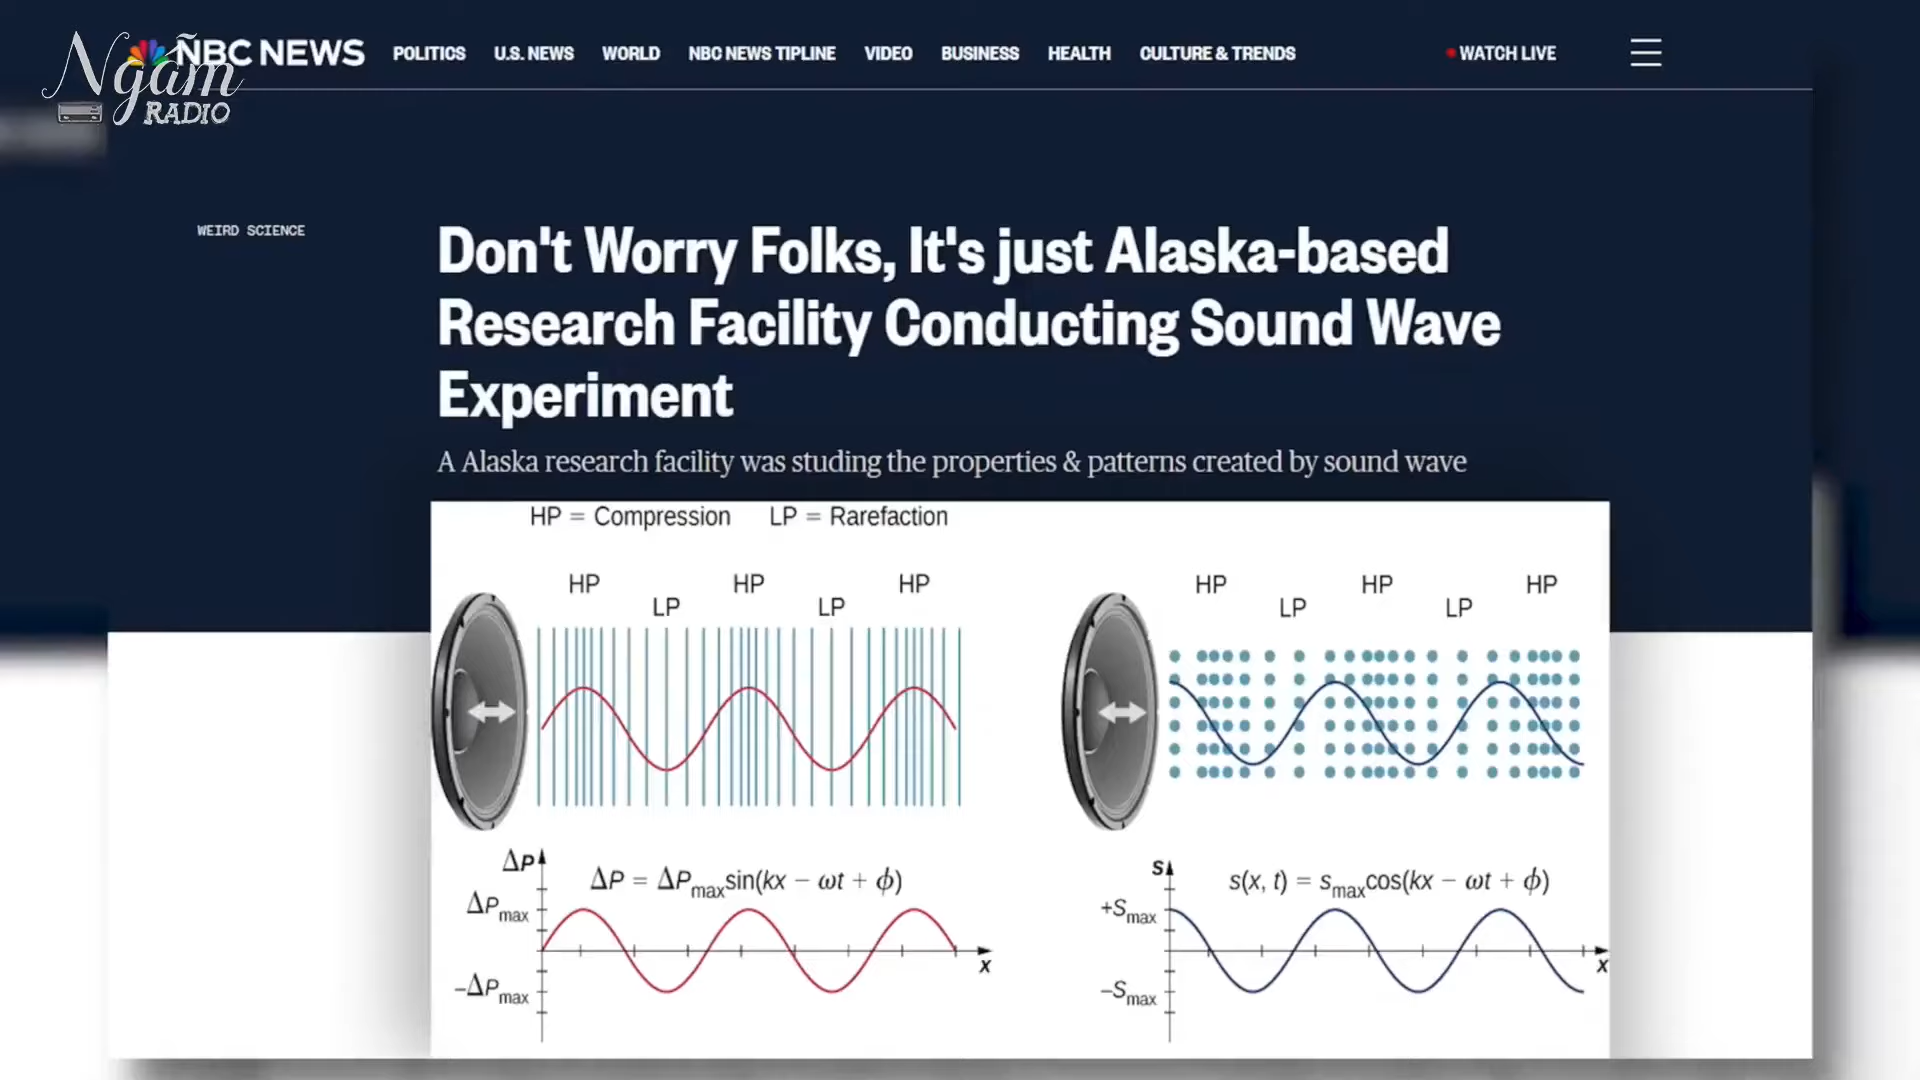 Ngẫm
RADIO
NBC NEWS POLITICS U.S. NEWS WORLD NBC NEWS TIPLINE VIDEO BUSINESS HEALTH CULTURE & TRENDS WATCH LIVE
WEIRD SCIENCE
Don't Worry Folks, It's just Alaska-based
Research Facility Conducting Sound Wave
Experiment
A Alaska research facility was studing the properties & patterns created by sound wave
HP = Compression LP = Rarefaction
HP HP HP
LP LP
HP HP HP
LP LP
ΔP
ΔP = ΔPmaxsin(kx − ωt + ϕ)
ΔPmax
x
−ΔPmax
S
s(x, t) = smaxcos(kx − ωt + ϕ)
+Smax
x
−Smax